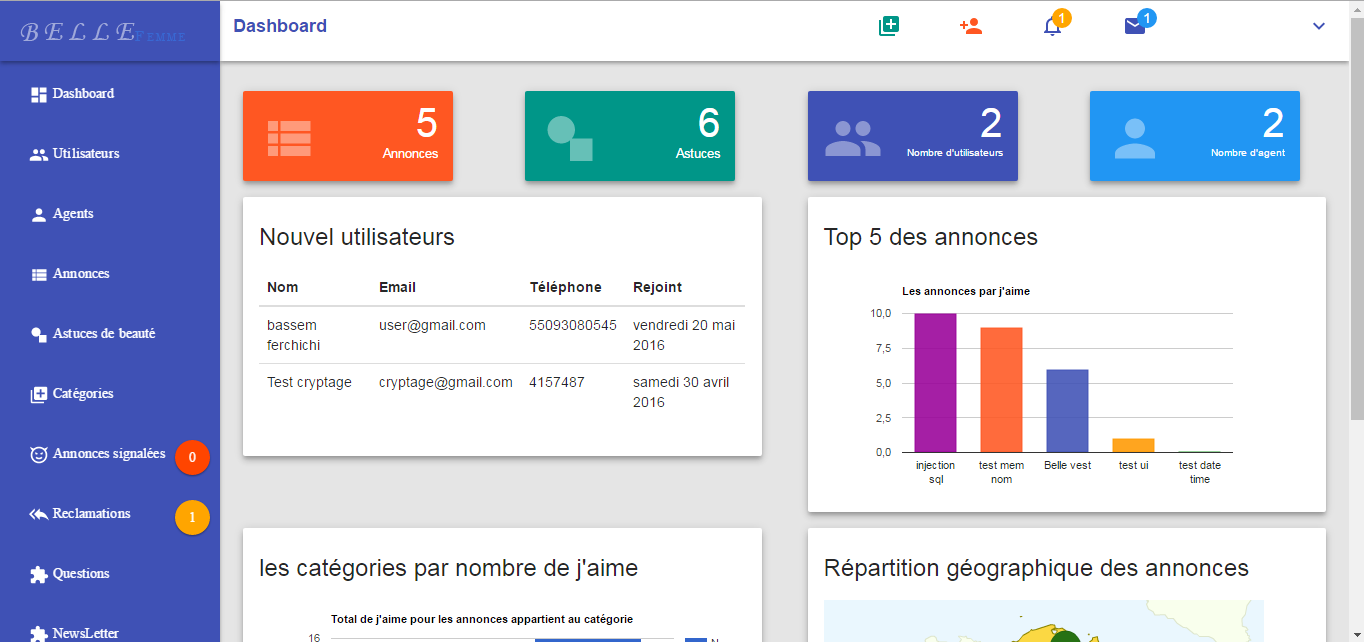 BELLEFemme
Dashboard
1
1
Dashboard
Utilisateurs
Agents
Annonces
Astuces de beauté
Catégories
Annonces signalées
0
Reclamations
1
Questions
NewsLetter
5
Annonces
6
Astuces
2
Nombre d'utilisateurs
2
Nombre d'agent
Nouvel utilisateurs
Nom Email Téléphone Rejoint
bassem ferchichi user@gmail.com 55093080545 vendredi 20 mai 2016
Test cryptage cryptage@gmail.com 4157487 samedi 30 avril 2016
Top 5 des annonces
Les annonces par j'aime
10,0
7,5
5,0
2,5
0,0
injection sql
test mem nom
Belle vest
test ui
test date time
les catégories par nombre de j'aime
Total de j'aime pour les annonces appartient au catégorie
16
Répartition géographique des annonces